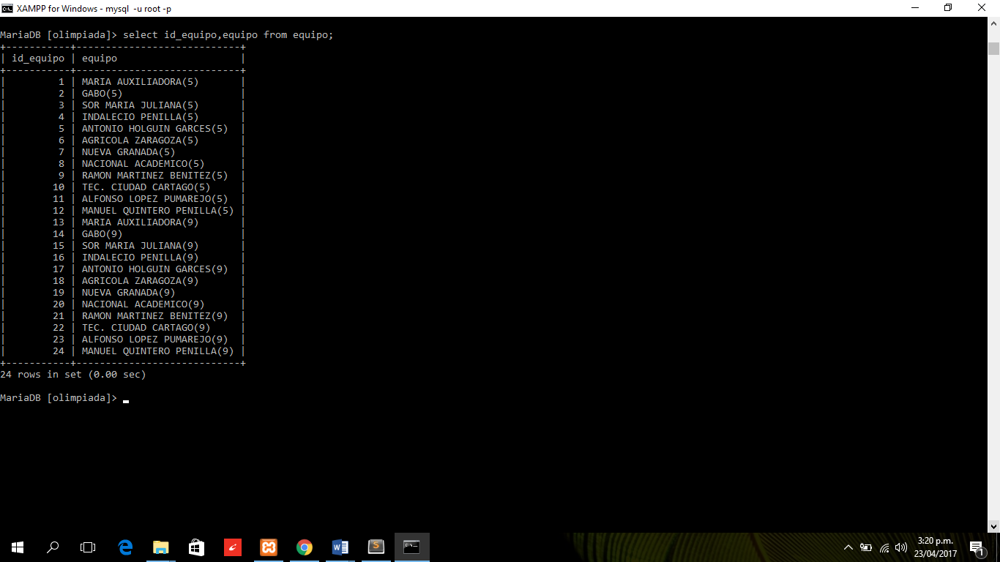 XAMPP for Windows - mysql -u root -p
MariaDB [olimpiada]> select id_equipo,equipo from equipo;
+-----------+----------------------------+
| id_equipo | equipo                     |
+-----------+----------------------------+
|         1 | MARIA AUXILIADORA(5)       |
|         2 | GABO(5)                    |
|         3 | SOR MARIA JULIANA(5)       |
|         4 | INDALECIO PENILLA(5)       |
|         5 | ANTONIO HOLGUIN GARCES(5)  |
|         6 | AGRICOLA ZARAGOZA(5)       |
|         7 | NUEVA GRANADA(5)           |
|         8 | NACIONAL ACADEMICO(5)      |
|         9 | RAMON MARTINEZ BENITEZ(5)  |
|        10 | TEC. CIUDAD CARTAGO(5)     |
|        11 | ALFONSO LOPEZ PUMAREJO(5)  |
|        12 | MANUEL QUINTERO PENILLA(5) |
|        13 | MARIA AUXILIADORA(9)       |
|        14 | GABO(9)                    |
|        15 | SOR MARIA JULIANA(9)       |
|        16 | INDALECIO PENILLA(9)       |
|        17 | ANTONIO HOLGUIN GARCES(9)  |
|        18 | AGRICOLA ZARAGOZA(9)       |
|        19 | NUEVA GRANADA(9)           |
|        20 | NACIONAL ACADEMICO(9)      |
|        21 | RAMON MARTINEZ BENITEZ(9)  |
|        22 | TEC. CIUDAD CARTAGO(9)     |
|        23 | ALFONSO LOPEZ PUMAREJO(9)  |
|        24 | MANUEL QUINTERO PENILLA(9) |
+-----------+----------------------------+
24 rows in set (0.00 sec)
MariaDB [olimpiada]>
3:20 p.m.
23/04/2017
1